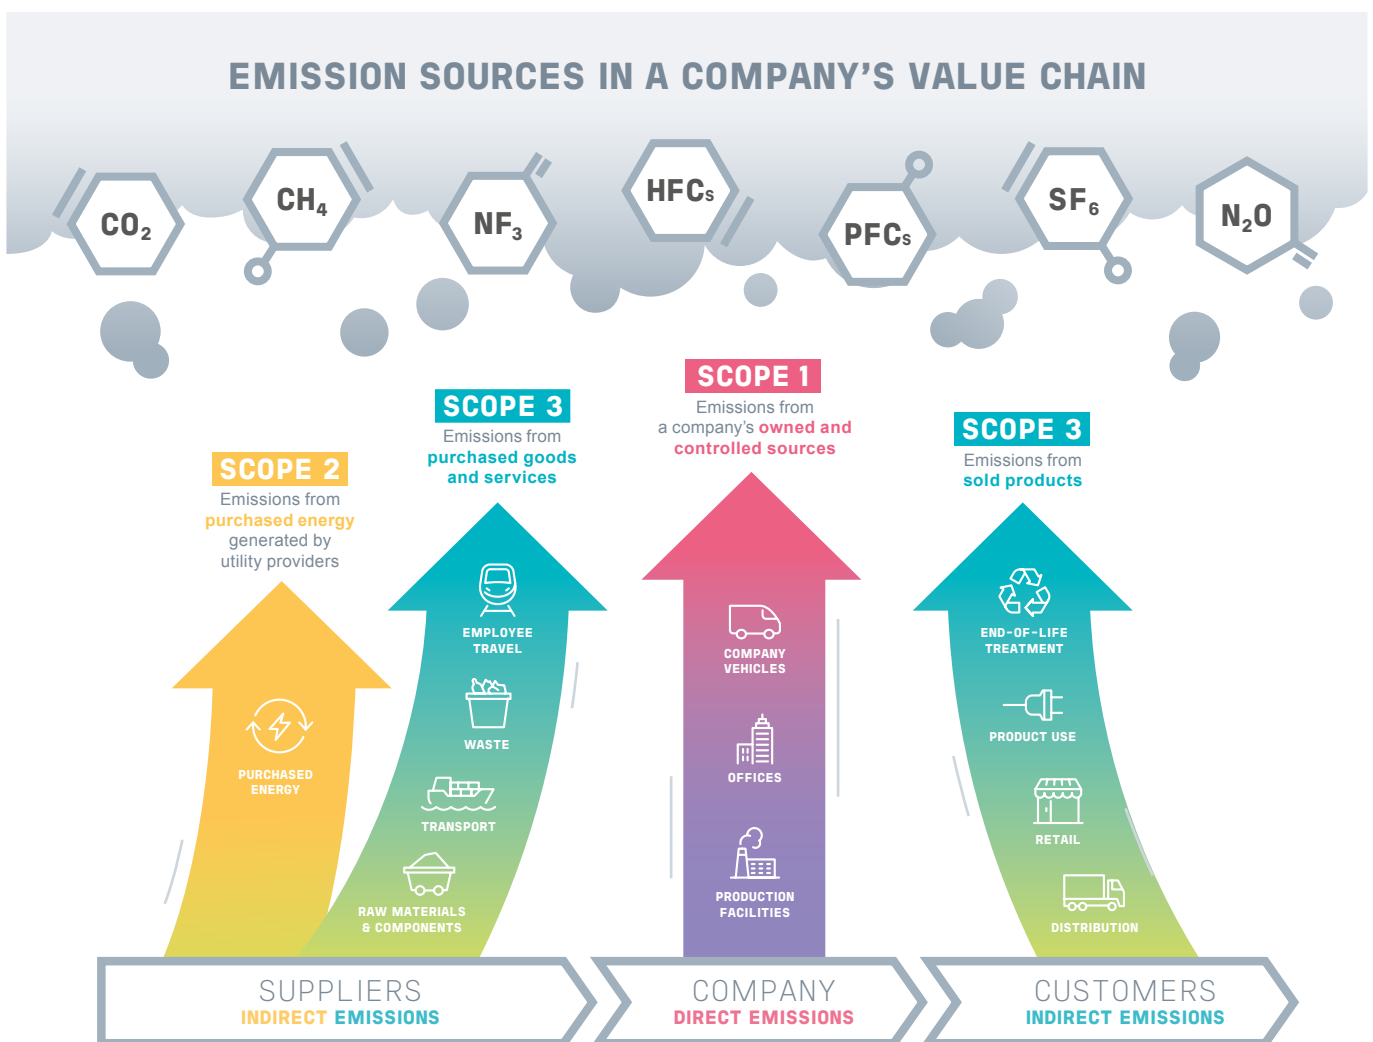 EMISSION SOURCES IN A COMPANY’S VALUE CHAIN
CO₂
CH₄
NF₃
HFCs
PFCs
SF₆
N₂O
SCOPE 2
Emissions from
purchased energy
generated by
utility providers
PURCHASED
ENERGY
SCOPE 3
Emissions from
purchased goods
and services
EMPLOYEE
TRAVEL
WASTE
TRANSPORT
RAW MATERIALS
& COMPONENTS
SCOPE 1
Emissions from
a company’s owned and
controlled sources
COMPANY
VEHICLES
OFFICES
PRODUCTION
FACILITIES
SCOPE 3
Emissions from
sold products
END-OF-LIFE
TREATMENT
PRODUCT USE
RETAIL
DISTRIBUTION
SUPPLIERS
INDIRECT EMISSIONS
COMPANY
DIRECT EMISSIONS
CUSTOMERS
INDIRECT EMISSIONS